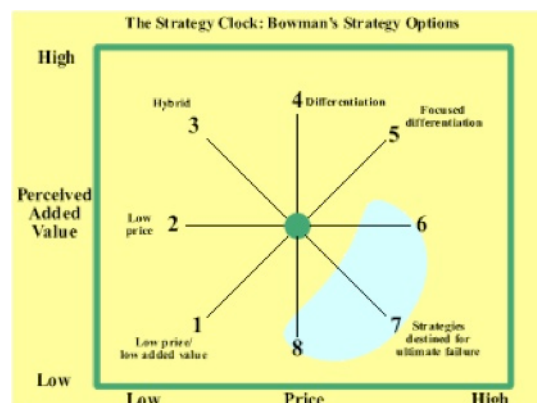 The Strategy Clock: Bowman's Strategy Options
High
4 Differentiation
Hybrid
3
Focused
differentiation
5
Perceived
Added
Value
Low
price
2
6
1
Low price/
low added value
8
7
Strategies
destined for
ultimate failure
Low
Low
Price
High